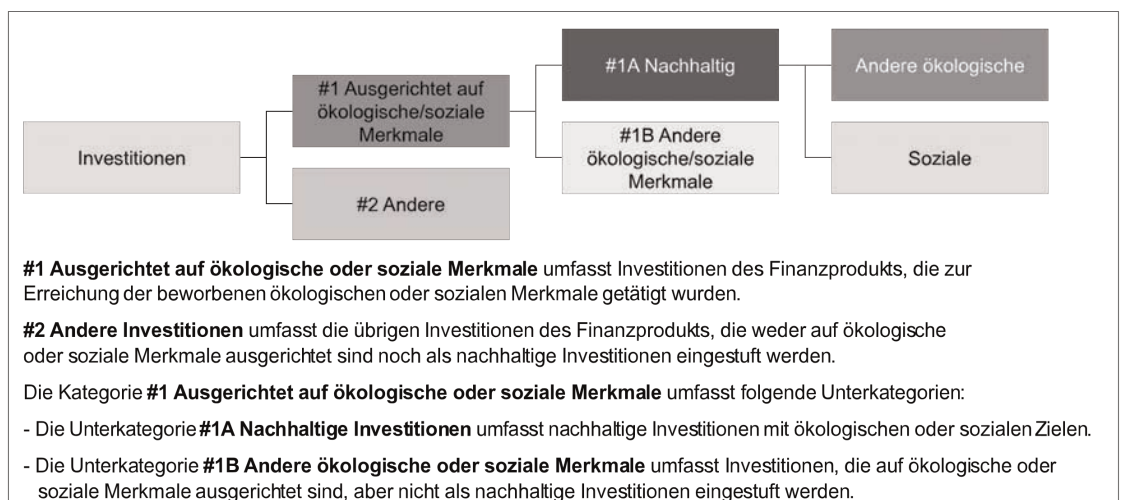 #1A Nachhaltig
Andere ökologische
#1 Ausgerichtet auf
ökologische/soziale
Merkmale
Investitionen
#1B Andere
ökologische/soziale
Merkmale
Soziale
#2 Andere
#1 Ausgerichtet auf ökologische oder soziale Merkmale umfasst Investitionen des Finanzprodukts, die zur
Erreichung der beworbenen ökologischen oder sozialen Merkmale getätigt wurden.
#2 Andere Investitionen umfasst die übrigen Investitionen des Finanzprodukts, die weder auf ökologische
oder soziale Merkmale ausgerichtet sind noch als nachhaltige Investitionen eingestuft werden.
Die Kategorie #1 Ausgerichtet auf ökologische oder soziale Merkmale umfasst folgende Unterkategorien:
- Die Unterkategorie #1A Nachhaltige Investitionen umfasst nachhaltige Investitionen mit ökologischen oder sozialen Zielen.
- Die Unterkategorie #1B Andere ökologische oder soziale Merkmale umfasst Investitionen, die auf ökologische oder
soziale Merkmale ausgerichtet sind, aber nicht als nachhaltige Investitionen eingestuft werden.